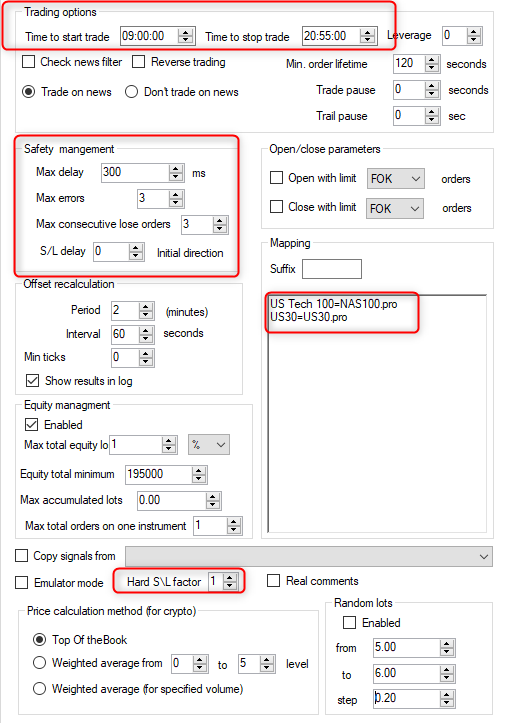 Trading options
Time to start trade 09:00:00 Time to stop trade 20:55:00 Leverage 0
Check news filter Reverse trading Min. order lifetime 120 seconds
Trade on news Don't trade on news Trade pause 0 seconds
Trail pause 0 sec
Safety mangement
Max delay 300 ms
Max errors 3
Max consecutive lose orders 3
S/L delay 0 Initial direction
Open/close parameters
Open with limit FOK orders
Close with limit FOK orders
Mapping
Suffix
US Tech 100=NAS100.pro
US30=US30.pro
Offset recalculation
Period 2 (minutes)
Interval 60 seconds
Min ticks 0
Show results in log
Equity managment
Enabled
Max total equity lo 1 %
Equity total minimum 195000
Max accumulated lots 0.00
Max total orders on one instrument 1
Copy signals from
Emulator mode Hard S\L factor 1 Real comments
Price calculation method (for crypto)
Top Of theBook
Weighted average from 0 to 5 level
Weighted average (for specified volume)
Random lots
Enabled
from 5.00
to 6.00
step 0.20